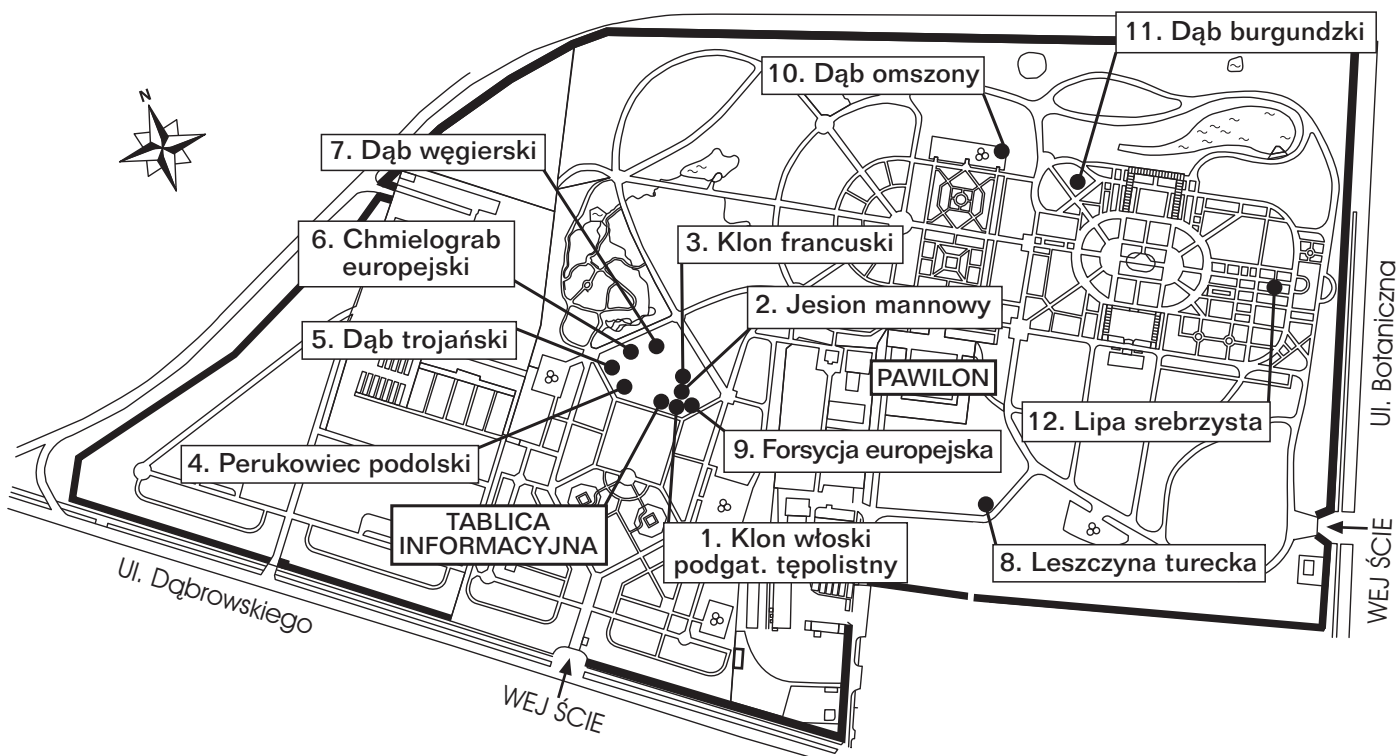 11. Dąb burgundzki
10. Dąb omszony
N
7. Dąb węgierski
6. Chmielograb
europejski
3. Klon francuski
2. Jesion mannowy
5. Dąb trojański
PAWILON
Ul. Botaniczna
12. Lipa srebrzysta
4. Perukowiec podolski
9. Forsycja europejska
TABLICA
INFORMACYJNA
1. Klon włoski
podgat. tępolistny
8. Leszczyna turecka
WEJ ŚCIE
Ul. Dąbrowskiego
WEJ ŚCIE